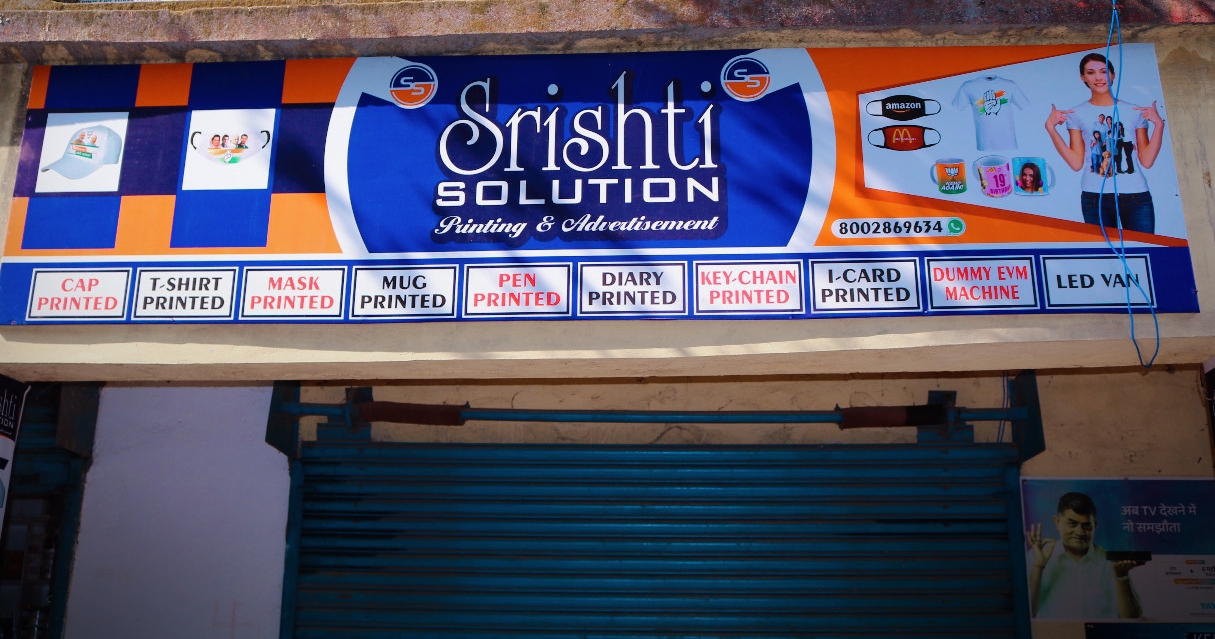 SS
SS
Srishti
SOLUTION
Printing & Advertisement
amazon
8002869634
CAP
PRINTED
T-SHIRT
PRINTED
MASK
PRINTED
MUG
PRINTED
PEN
PRINTED
DIARY
PRINTED
KEY-CHAIN
PRINTED
I-CARD
PRINTED
DUMMY EVM
MACHINE
LED VAN
अब TV देखने में
नो समझौता